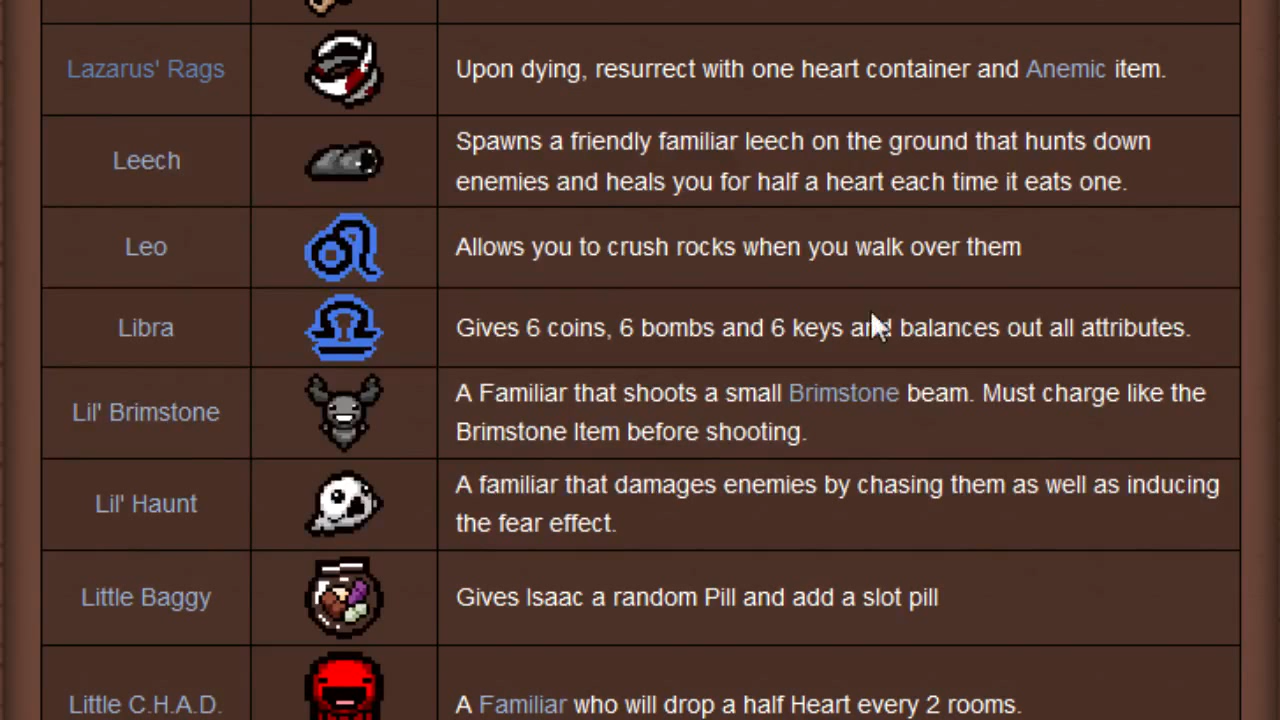 Lazarus' Rags
Upon dying, resurrect with one heart container and Anemic item.
Leech
Spawns a friendly familiar leech on the ground that hunts down
enemies and heals you for half a heart each time it eats one.
Leo
Allows you to crush rocks when you walk over them
Libra
Gives 6 coins, 6 bombs and 6 keys and balances out all attributes.
Lil' Brimstone
A Familiar that shoots a small Brimstone beam. Must charge like the
Brimstone Item before shooting.
Lil' Haunt
A familiar that damages enemies by chasing them as well as inducing
the fear effect.
Little Baggy
Gives Isaac a random Pill and add a slot pill
Little C.H.A.D.
A Familiar who will drop a half Heart every 2 rooms.